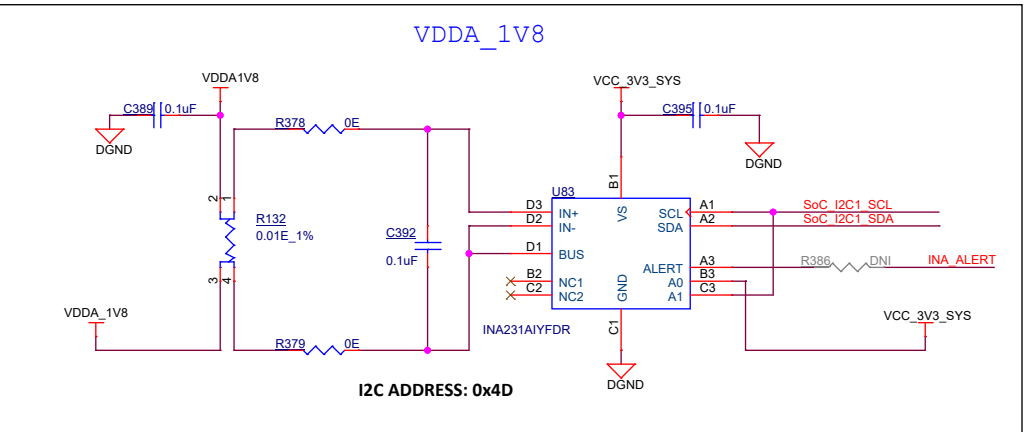 VDDA_1V8
VDDA1V8
VCC_3V3_SYS
C389 0.1uF
C395 0.1uF
R378 0E
DGND
DGND
B1
U83
2
1
D3 IN+
VS
SCL A1 SoC_I2C1_SCL
D2 IN-
SDA A2 SoC_I2C1_SDA
R132
0.01E_1%
C392
0.1uF
D1 BUS
ALERT A3 R386 DNI INA_ALERT
B2 NC1
GND
A0 B3
C2 NC2
A1 C3
3
4
VDDA_1V8
VCC_3V3_SYS
INA231AIYFDR
C1
R379 0E
DGND
I2C ADDRESS: 0x4D